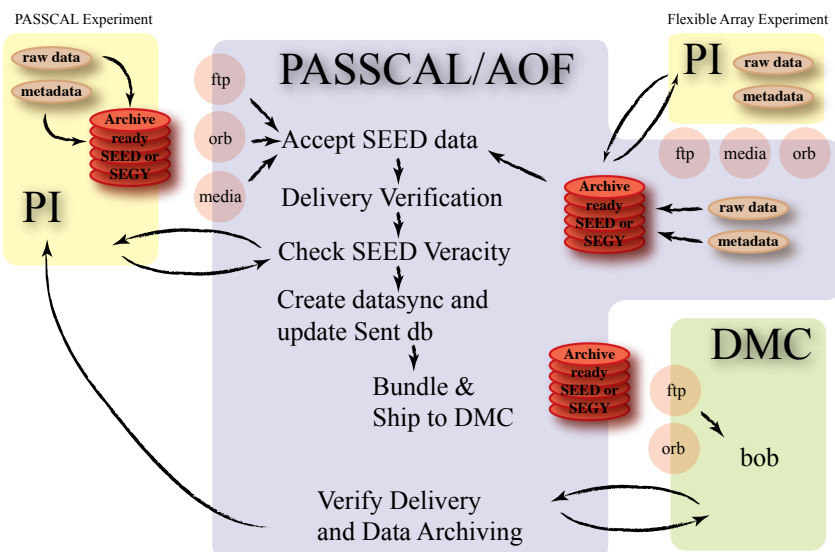 PASSCAL Experiment
raw data
metadata
Archive
ready
SEED or
SEGY
PI
PASSCAL/AOF
ftp
orb
media
Accept SEED data
Delivery Verification
Check SEED Veracity
Create datasync and
update Sent db
Bundle &
Ship to DMC
Verify Delivery
and Data Archiving
Flexible Array Experiment
PI
raw data
metadata
ftp
media
orb
Archive
ready
SEED or
SEGY
raw data
metadata
Archive
ready
SEED or
SEGY
DMC
ftp
orb
bob